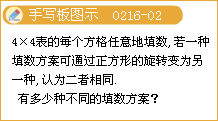 手写板图示 0216-02
4×4表的每个方格任意地填数,若一种
填数方案可通过正方形的旋转变为另
一种,认为二者相同.
有多少种不同的填数方案?